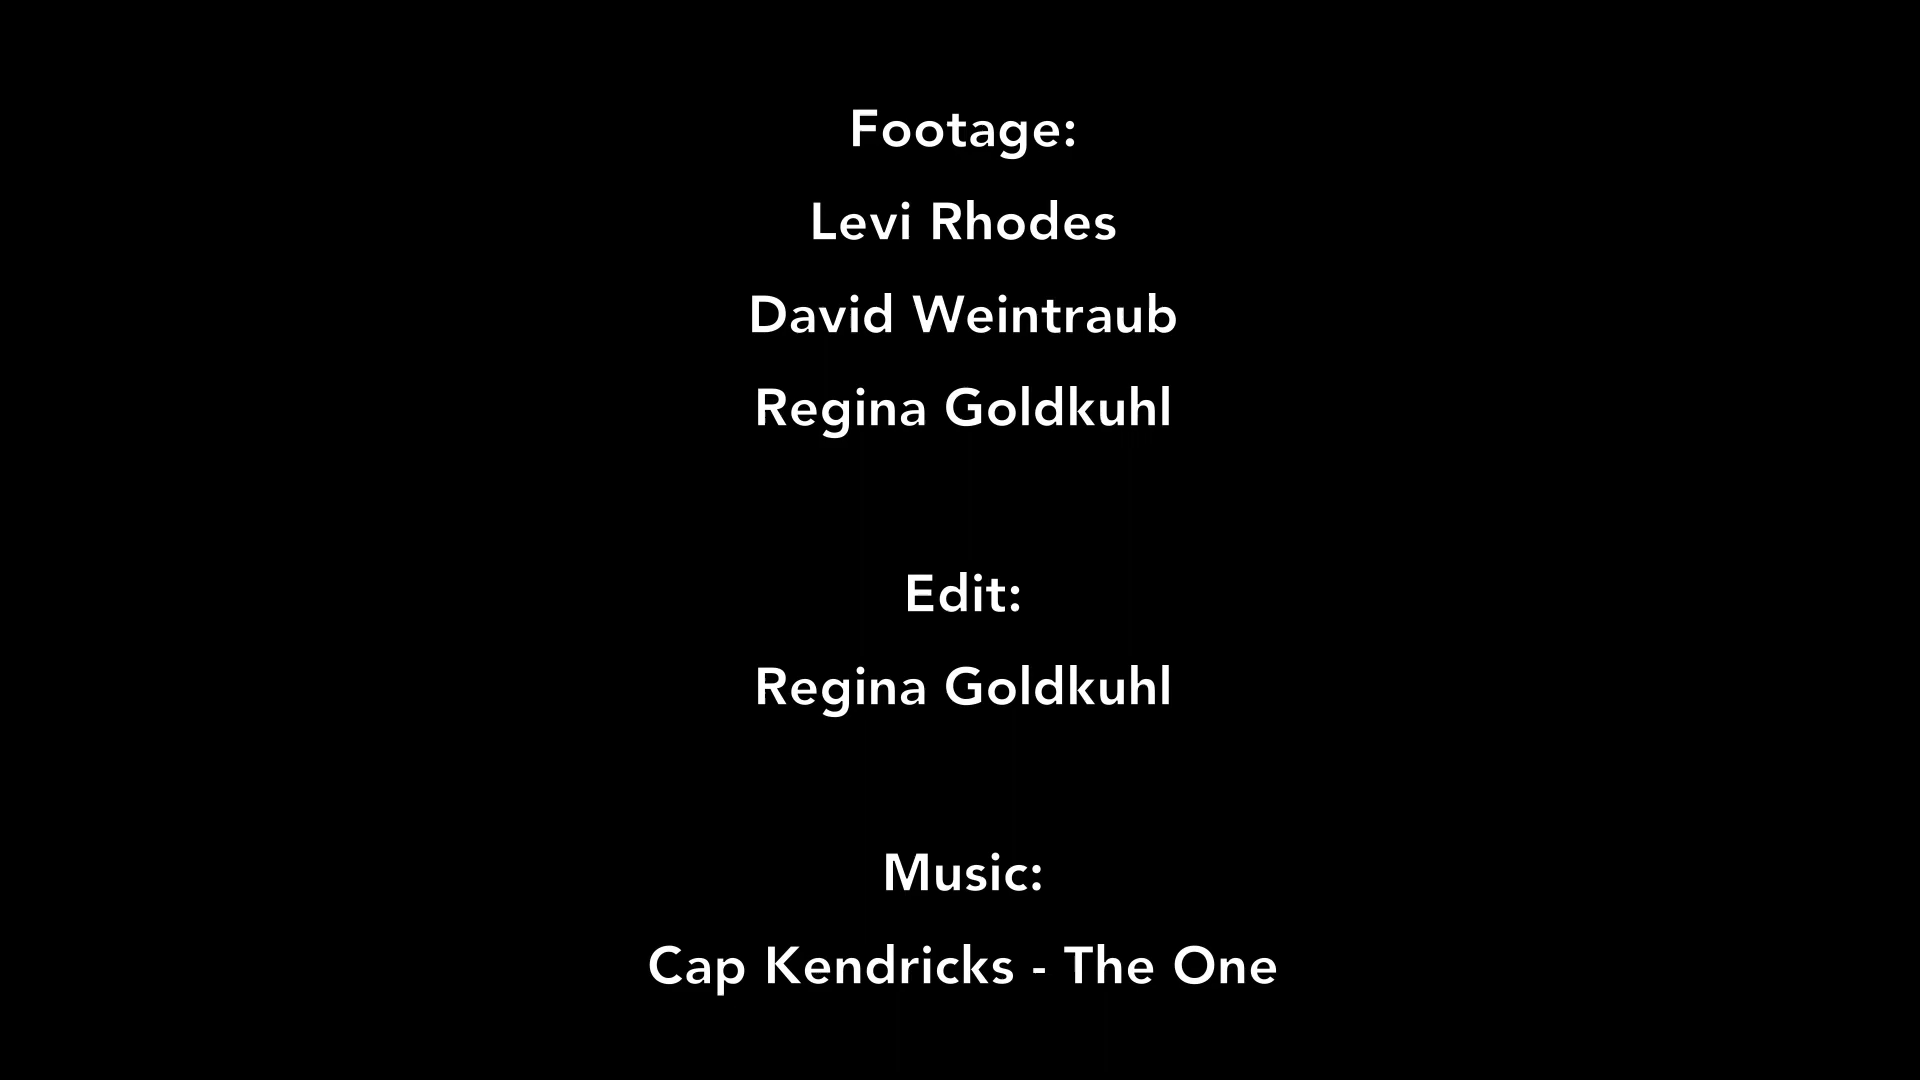 Footage:
Levi Rhodes
David Weintraub
Regina Goldkuhl
Edit:
Regina Goldkuhl
Music:
Cap Kendricks - The One